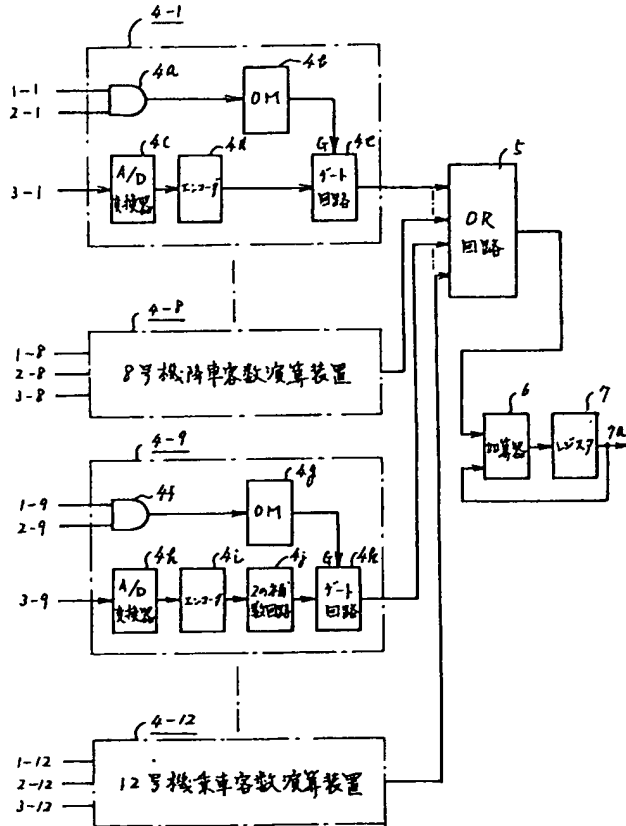 4-1
4a
4b
1-1
2-1
OM
4c
4d
G
4e
3-1
A/D
変換器
エンコーダ
ゲート
回路
5
OR
回路
4-8
1-8
2-8
3-8
8号機降車客数演算装置
6
7
加算器
レジスタ
7a
4-9
4f
4g
1-9
2-9
OM
4h
4i
4j
G
4k
3-9
A/D
変換器
エンコーダ
2の補
数回路
ゲート
回路
4-12
1-12
2-12
3-12
12号機乗車客数演算装置